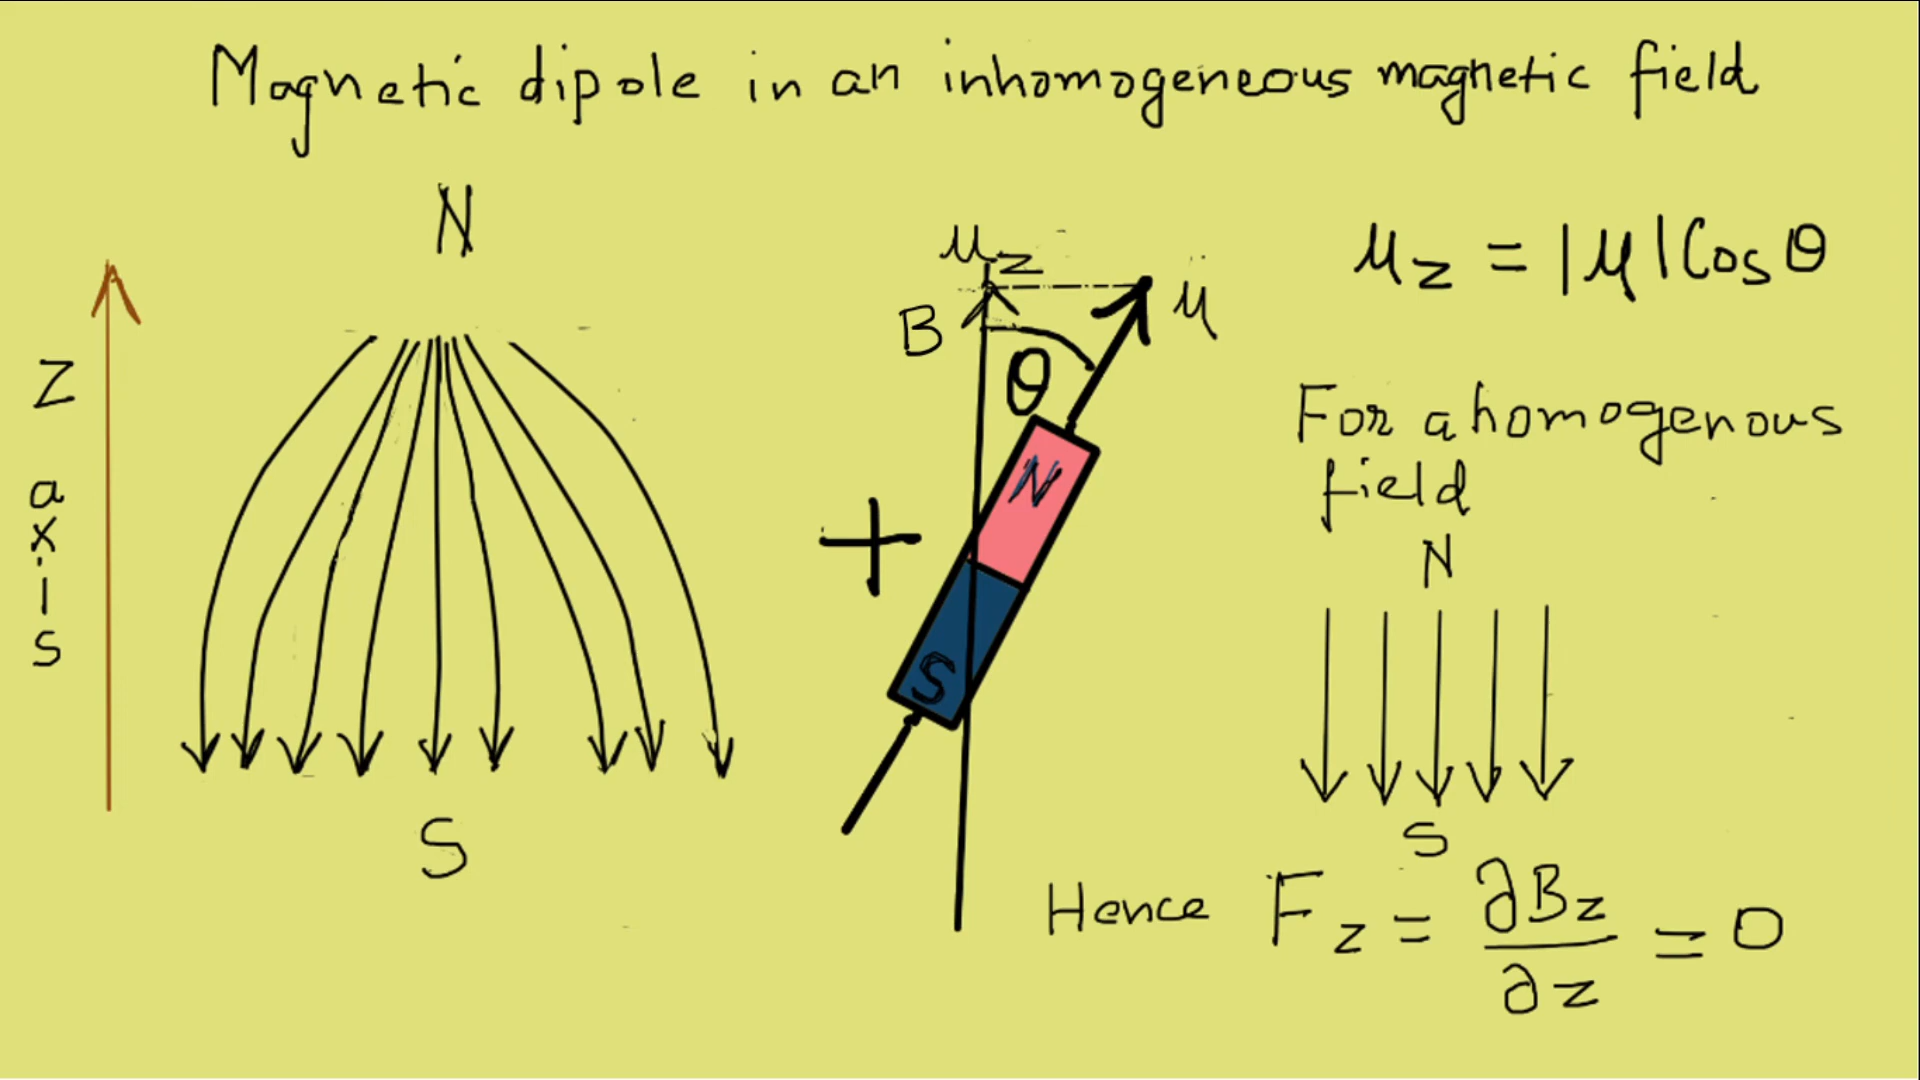 Magnetic dipole in an inhomogeneous magnetic field
N
Z axis
S
μz
B
μ
θ
N
S
+
μz = |μ| Cos θ
For a homogenous
field
N
S
Hence Fz = ∂Bz/∂z = 0